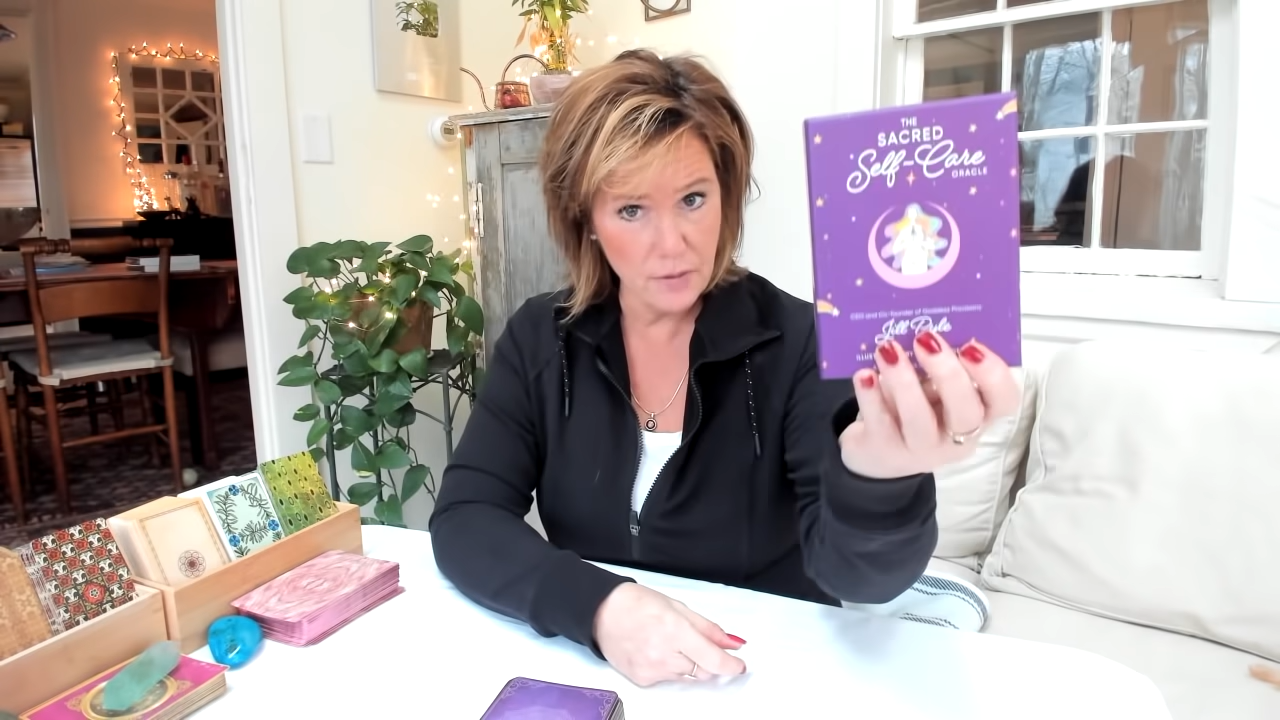 THE
SACRED
Self-Care
ORACLE
CEO and Co-founder of Goddess Provisions
Jill Pyle